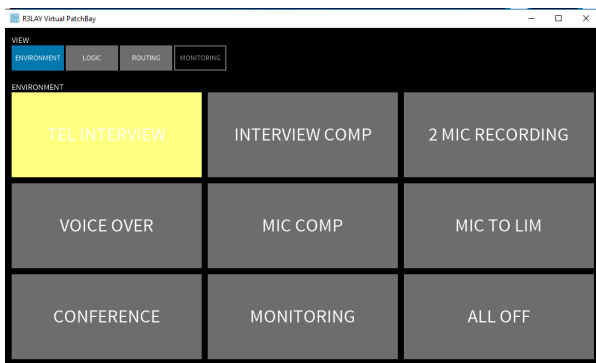 R3LAY Virtual PatchBay
VIEW
ENVIRONMENT LOGIC ROUTING MONITORING
ENVIRONMENT
TEL INTERVIEW INTERVIEW COMP 2 MIC RECORDING
VOICE OVER MIC COMP MIC TO LIM
CONFERENCE MONITORING ALL OFF